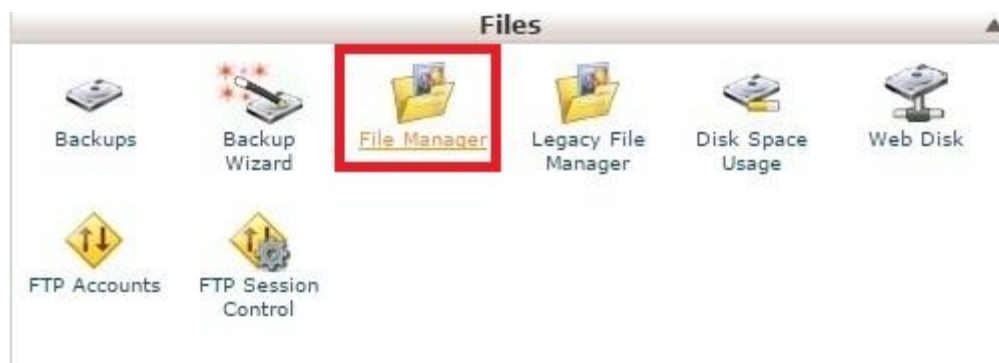 Files
Backups
Backup
Wizard
File Manager
Legacy File
Manager
Disk Space
Usage
Web Disk
FTP Accounts
FTP Session
Control